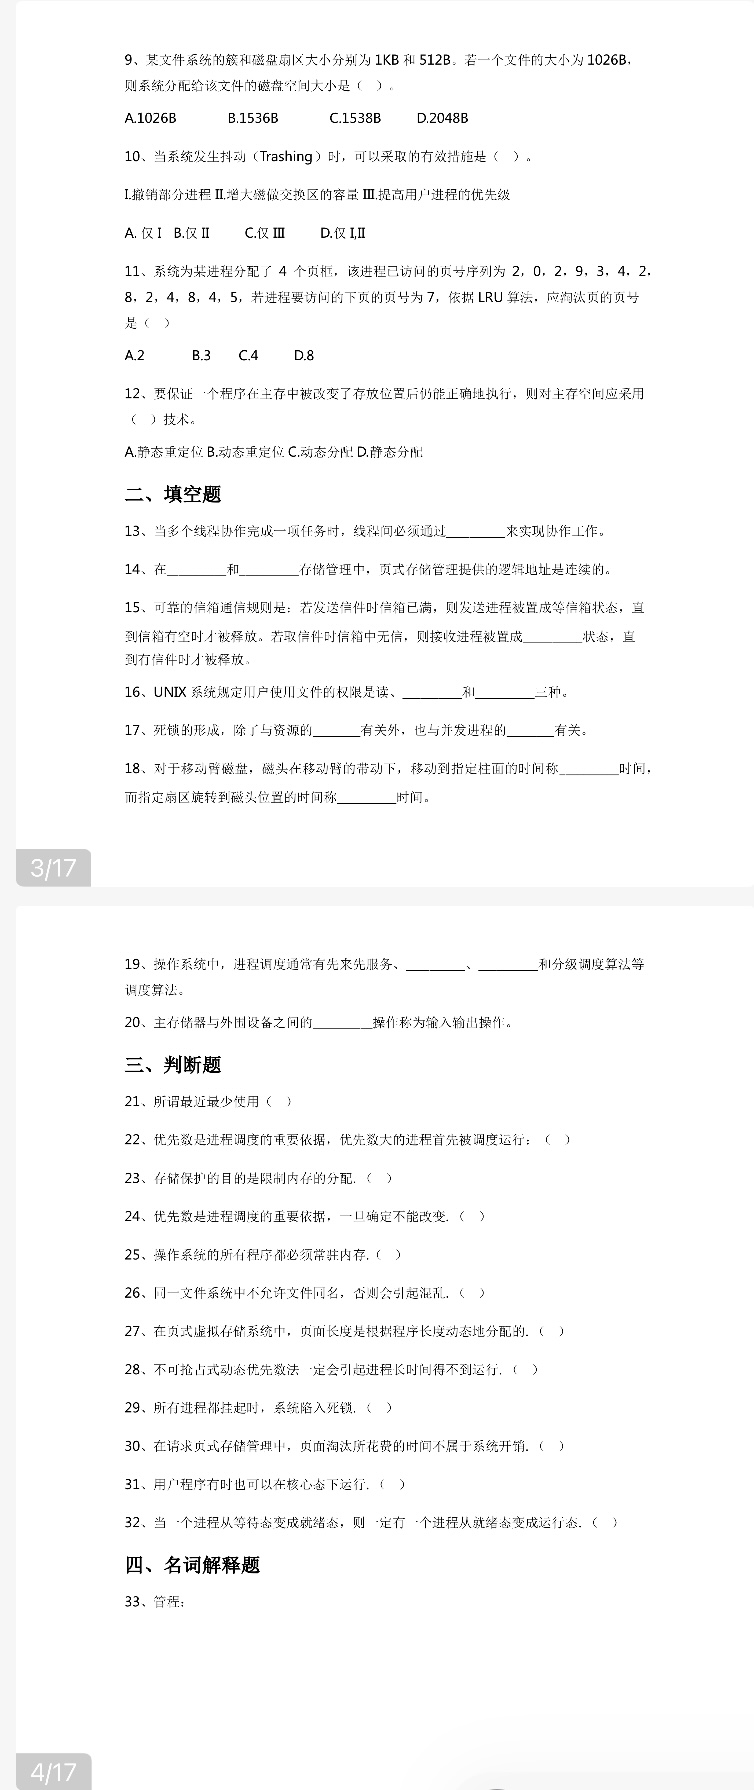 9、某文件系统的簇和磁盘扇区大小分别为 1KB 和 512B。若一个文件的大小为 1026B,
则系统分配给该文件的磁盘空间大小是（ ）。
A.1026B B.1536B C.1538B D.2048B
10、当系统发生抖动（Trashing）时，可以采取的有效措施是（ ）。
I.撤销部分进程 II.增大磁做交换区的容量 III.提高用户进程的优先级
A. 仅 I B.仅 II C.仅 III D.仅 I,II
11、系统为某进程分配了 4 个页框，该进程已访问的页号序列为 2，0，2，9，3，4，2，
8，2，4，8，4，5，若进程要访问的下页的页号为 7，依据 LRU 算法，应淘汰页的页号
是（ ）
A.2 B.3 C.4 D.8
12、要保证一个程序在主存中被改变了存放位置后仍能正确地执行，则对主存空间应采用
（ ）技术。
A.静态重定位 B.动态重定位 C.动态分配 D.静态分配
二、填空题
13、当多个线程协作完成一项任务时，线程间必须通过_________来实现协作工作。
14、在_________和_________存储管理中，页式存储管理提供的逻辑地址是连续的。
15、可靠的信箱通信规则是：若发送信件时信箱已满，则发送进程被置成等信箱状态，直
到信箱有空时才被释放。若取信件时信箱中无信，则接收进程被置成_________状态，直
到有信件时才被释放。
16、UNIX 系统规定用户使用文件的权限是读、_________和_________三种。
17、死锁的形成，除了与资源的_______有关外，也与并发进程的_______有关。
18、对于移动臂磁盘，磁头在移动臂的带动下，移动到指定柱面的时间称_________时间，
而指定扇区旋转到磁头位置的时间称_________时间。
3/17
19、操作系统中，进程调度通常有先来先服务、_________、_________和分级调度算法等
调度算法。
20、主存储器与外围设备之间的_________操作称为输入输出操作。
三、判断题
21、所谓最近最少使用（ ）
22、优先数是进程调度的重要依据，优先数大的进程首先被调度运行；（ ）
23、存储保护的目的是限制内存的分配.（ ）
24、优先数是进程调度的重要依据，一旦确定不能改变.（ ）
25、操作系统的所有程序都必须常驻内存.（ ）
26、同一文件系统中不允许文件同名，否则会引起混乱.（ ）
27、在页式虚拟存储系统中，页面长度是根据程序长度动态地分配的.（ ）
28、不可抢占式动态优先数法一定会引起进程长时间得不到运行.（ ）
29、所有进程都挂起时，系统陷入死锁.（ ）
30、在请求页式存储管理中，页面淘汰所花费的时间不属于系统开销.（ ）
31、用户程序有时也可以在核心态下运行.（ ）
32、当一个进程从等待态变成就绪态，则一定有一个进程从就绪态变成运行态.（ ）
四、名词解释题
33、管程；
4/17